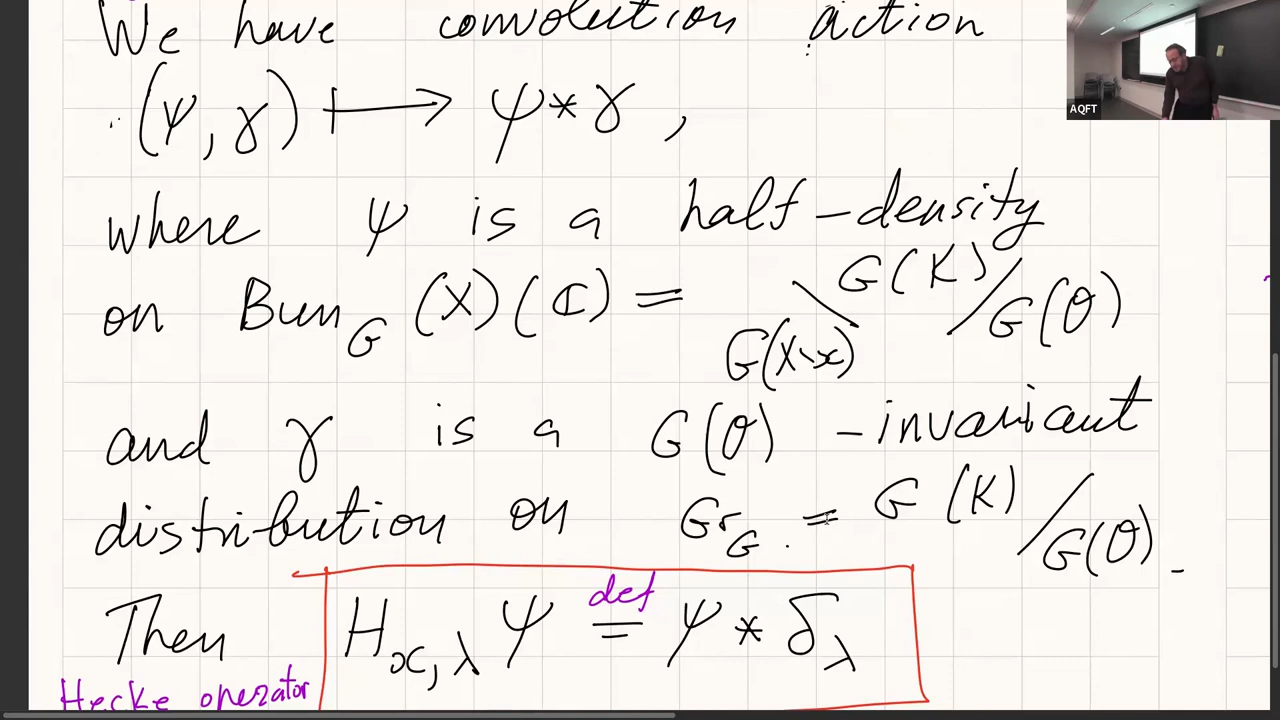 We have convolution action
(ψ, γ) ⟼ ψ * γ ,
where ψ is a half-density
on Bun_G (X)(ℂ) = G(X\x) \ G(K) / G(O)
and γ is a G(O)-invariant
distribution on Gr_G = G(K) / G(O).
Then H_{x,λ} ψ def= ψ * δ_λ
Hecke operator
AQFT